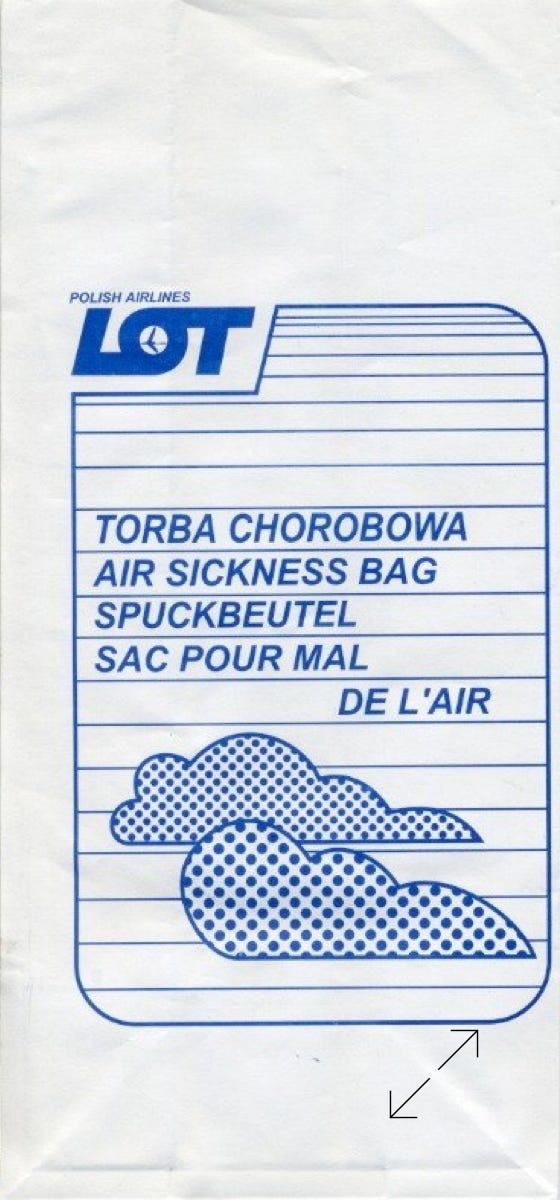 POLISH AIRLINES
LOT
TORBA CHOROBOWA
AIR SICKNESS BAG
SPUCKBEUTEL
SAC POUR MAL
DE L'AIR